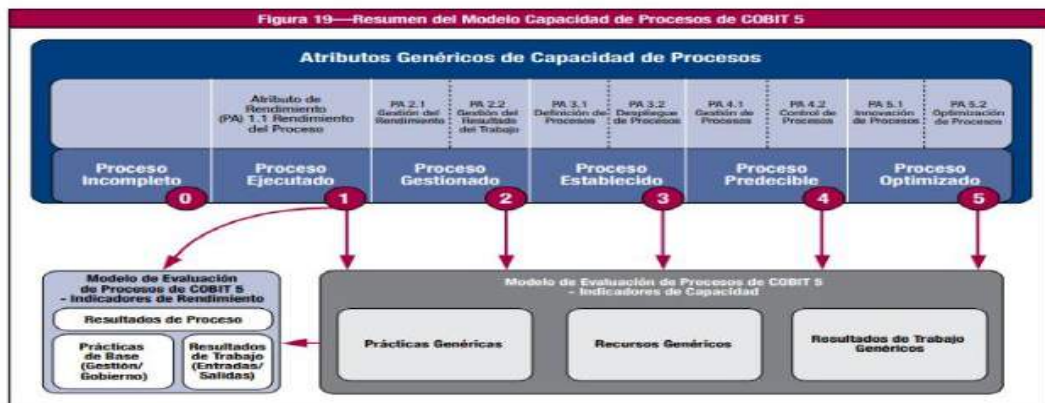 Figura 19—Resumen del Modelo Capacidad de Procesos de COBIT 5
Atributos Genéricos de Capacidad de Procesos
Atributo de
Rendimiento
(PA) 1.1 Rendimiento
del Proceso
PA 2.1
Gestión del
Rendimiento
PA 2.2
Gestión del
Resultado
del Trabajo
PA 3.1
Definición de
Procesos
PA 3.2
Despliegue
de Procesos
PA 4.1
Gestión de
Procesos
PA 4.2
Control de
Procesos
PA 5.1
Innovación
de Procesos
PA 5.2
Optimización
de Procesos
Proceso
Incompleto
0
Proceso
Ejecutado
1
Proceso
Gestionado
2
Proceso
Establecido
3
Proceso
Predecible
4
Proceso
Optimizado
5
Modelo de Evaluación
de Procesos de COBIT 5
- Indicadores de Rendimiento
Resultados de Proceso
Prácticas
de Base
(Gestión/
Gobierno)
Resultados
de Trabajo
(Entradas/
Salidas)
Modelo de Evaluación de Procesos de COBIT 5
- Indicadores de Capacidad
Prácticas Genéricas
Recursos Genéricos
Resultados de Trabajo
Genéricos